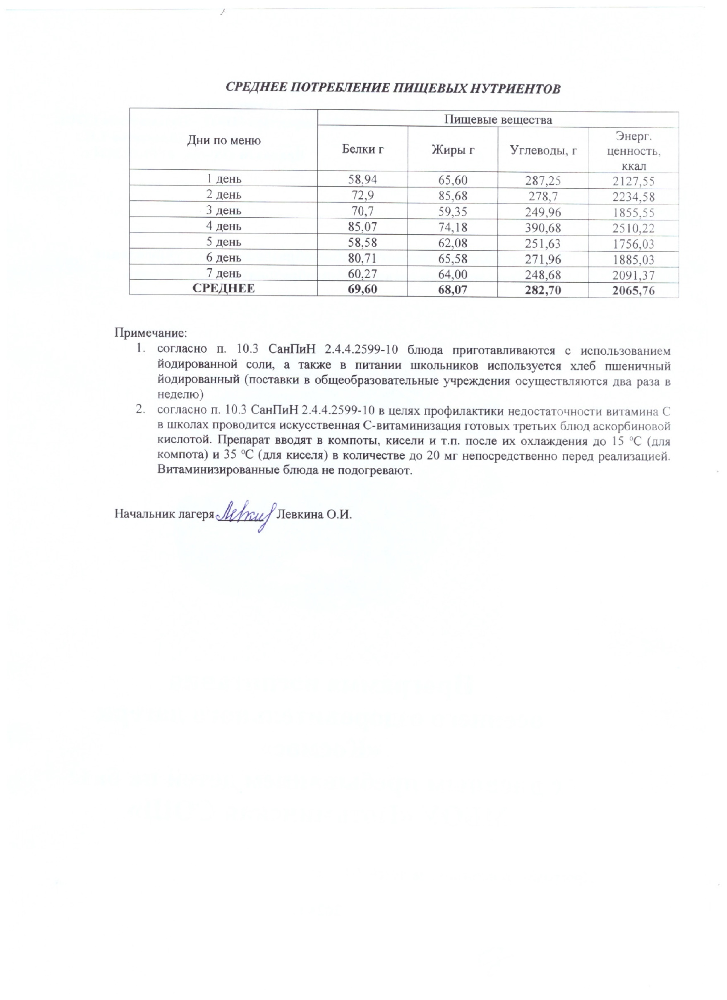 СРЕДНЕЕ ПОТРЕБЛЕНИЕ ПИЩЕВЫХ НУТРИЕНТОВ
Дни по меню
Пищевые вещества
Белки г
Жиры г
Углеводы, г
Энерг.
ценность,
ккал
1 день 58,94 65,60 287,25 2127,55
2 день 72,9 85,68 278,7 2234,58
3 день 70,7 59,35 249,96 1855,55
4 день 85,07 74,18 390,68 2510,22
5 день 58,58 62,08 251,63 1756,03
6 день 80,71 65,58 271,96 1885,03
7 день 60,27 64,00 248,68 2091,37
СРЕДНЕЕ 69,60 68,07 282,70 2065,76
Примечание:
1. согласно п. 10.3 СанПиН 2.4.4.2599-10 блюда приготавливаются с использованием
йодированной соли, а также в питании школьников используется хлеб пшеничный
йодированный (поставки в общеобразовательные учреждения осуществляются два раза в
неделю)
2. согласно п. 10.3 СанПиН 2.4.4.2599-10 в целях профилактики недостаточности витамина С
в школах проводится искусственная С-витаминизация готовых третьих блюд аскорбиновой
кислотой. Препарат вводят в компоты, кисели и т.п. после их охлаждения до 15 ºС (для
компота) и 35 ºС (для киселя) в количестве до 20 мг непосредственно перед реализацией.
Витаминизированные блюда не подогревают.
Начальник лагеря Левкина О.И.